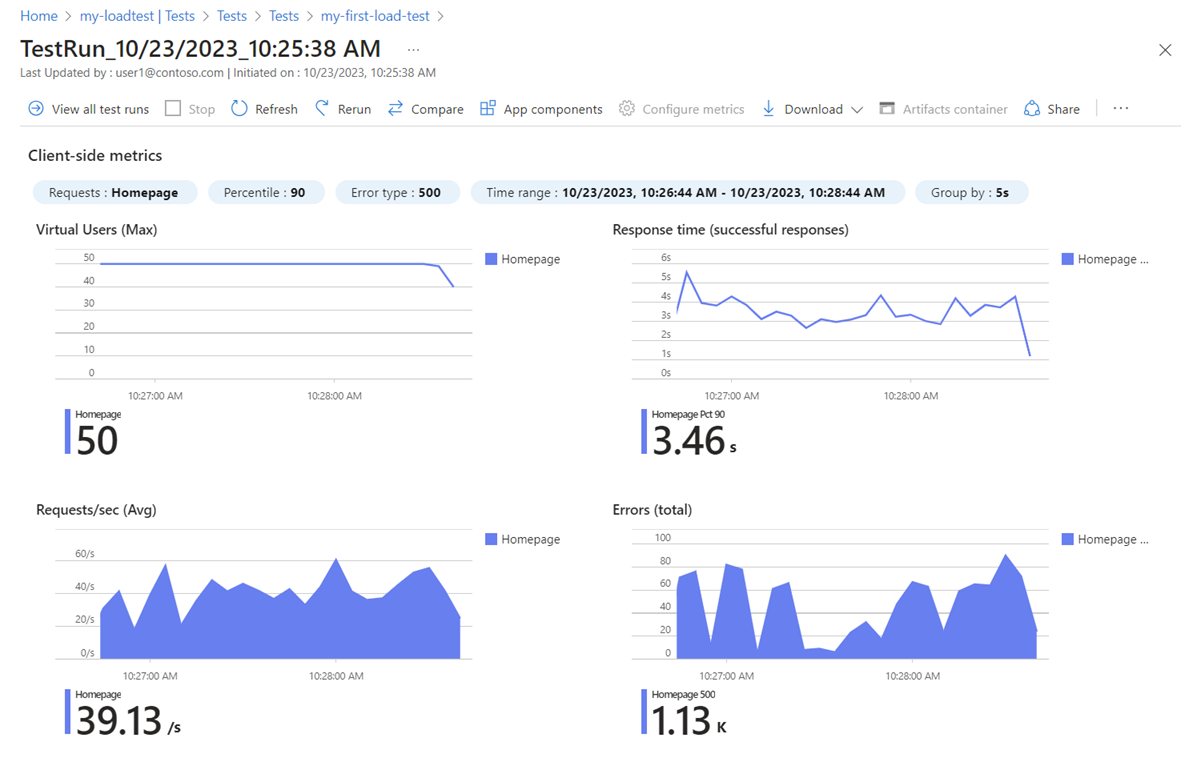 Home > my-loadtest | Tests > Tests > Tests > my-first-load-test >
TestRun_10/23/2023_10:25:38 AM ...
Last Updated by : user1@contoso.com | Initiated on : 10/23/2023, 10:25:38 AM
View all test runs Stop Refresh Rerun Compare App components Configure metrics Download Artifacts container Share ...
Client-side metrics
Requests : Homepage Percentile : 90 Error type : 500 Time range : 10/23/2023, 10:26:44 AM - 10/23/2023, 10:28:44 AM Group by : 5s
Virtual Users (Max)
50
40
30
20
10
0
10:27:00 AM 10:28:00 AM
Homepage
Homepage
50
Response time (successful responses)
6s
5s
4s
3s
2s
1s
0s
10:27:00 AM 10:28:00 AM
Homepage ...
Homepage Pct 90
3.46 s
Requests/sec (Avg)
60/s
40/s
20/s
0/s
10:27:00 AM 10:28:00 AM
Homepage
Homepage
39.13 /s
Errors (total)
100
80
60
40
20
0
10:27:00 AM 10:28:00 AM
Homepage ...
Homepage 500
1.13 K